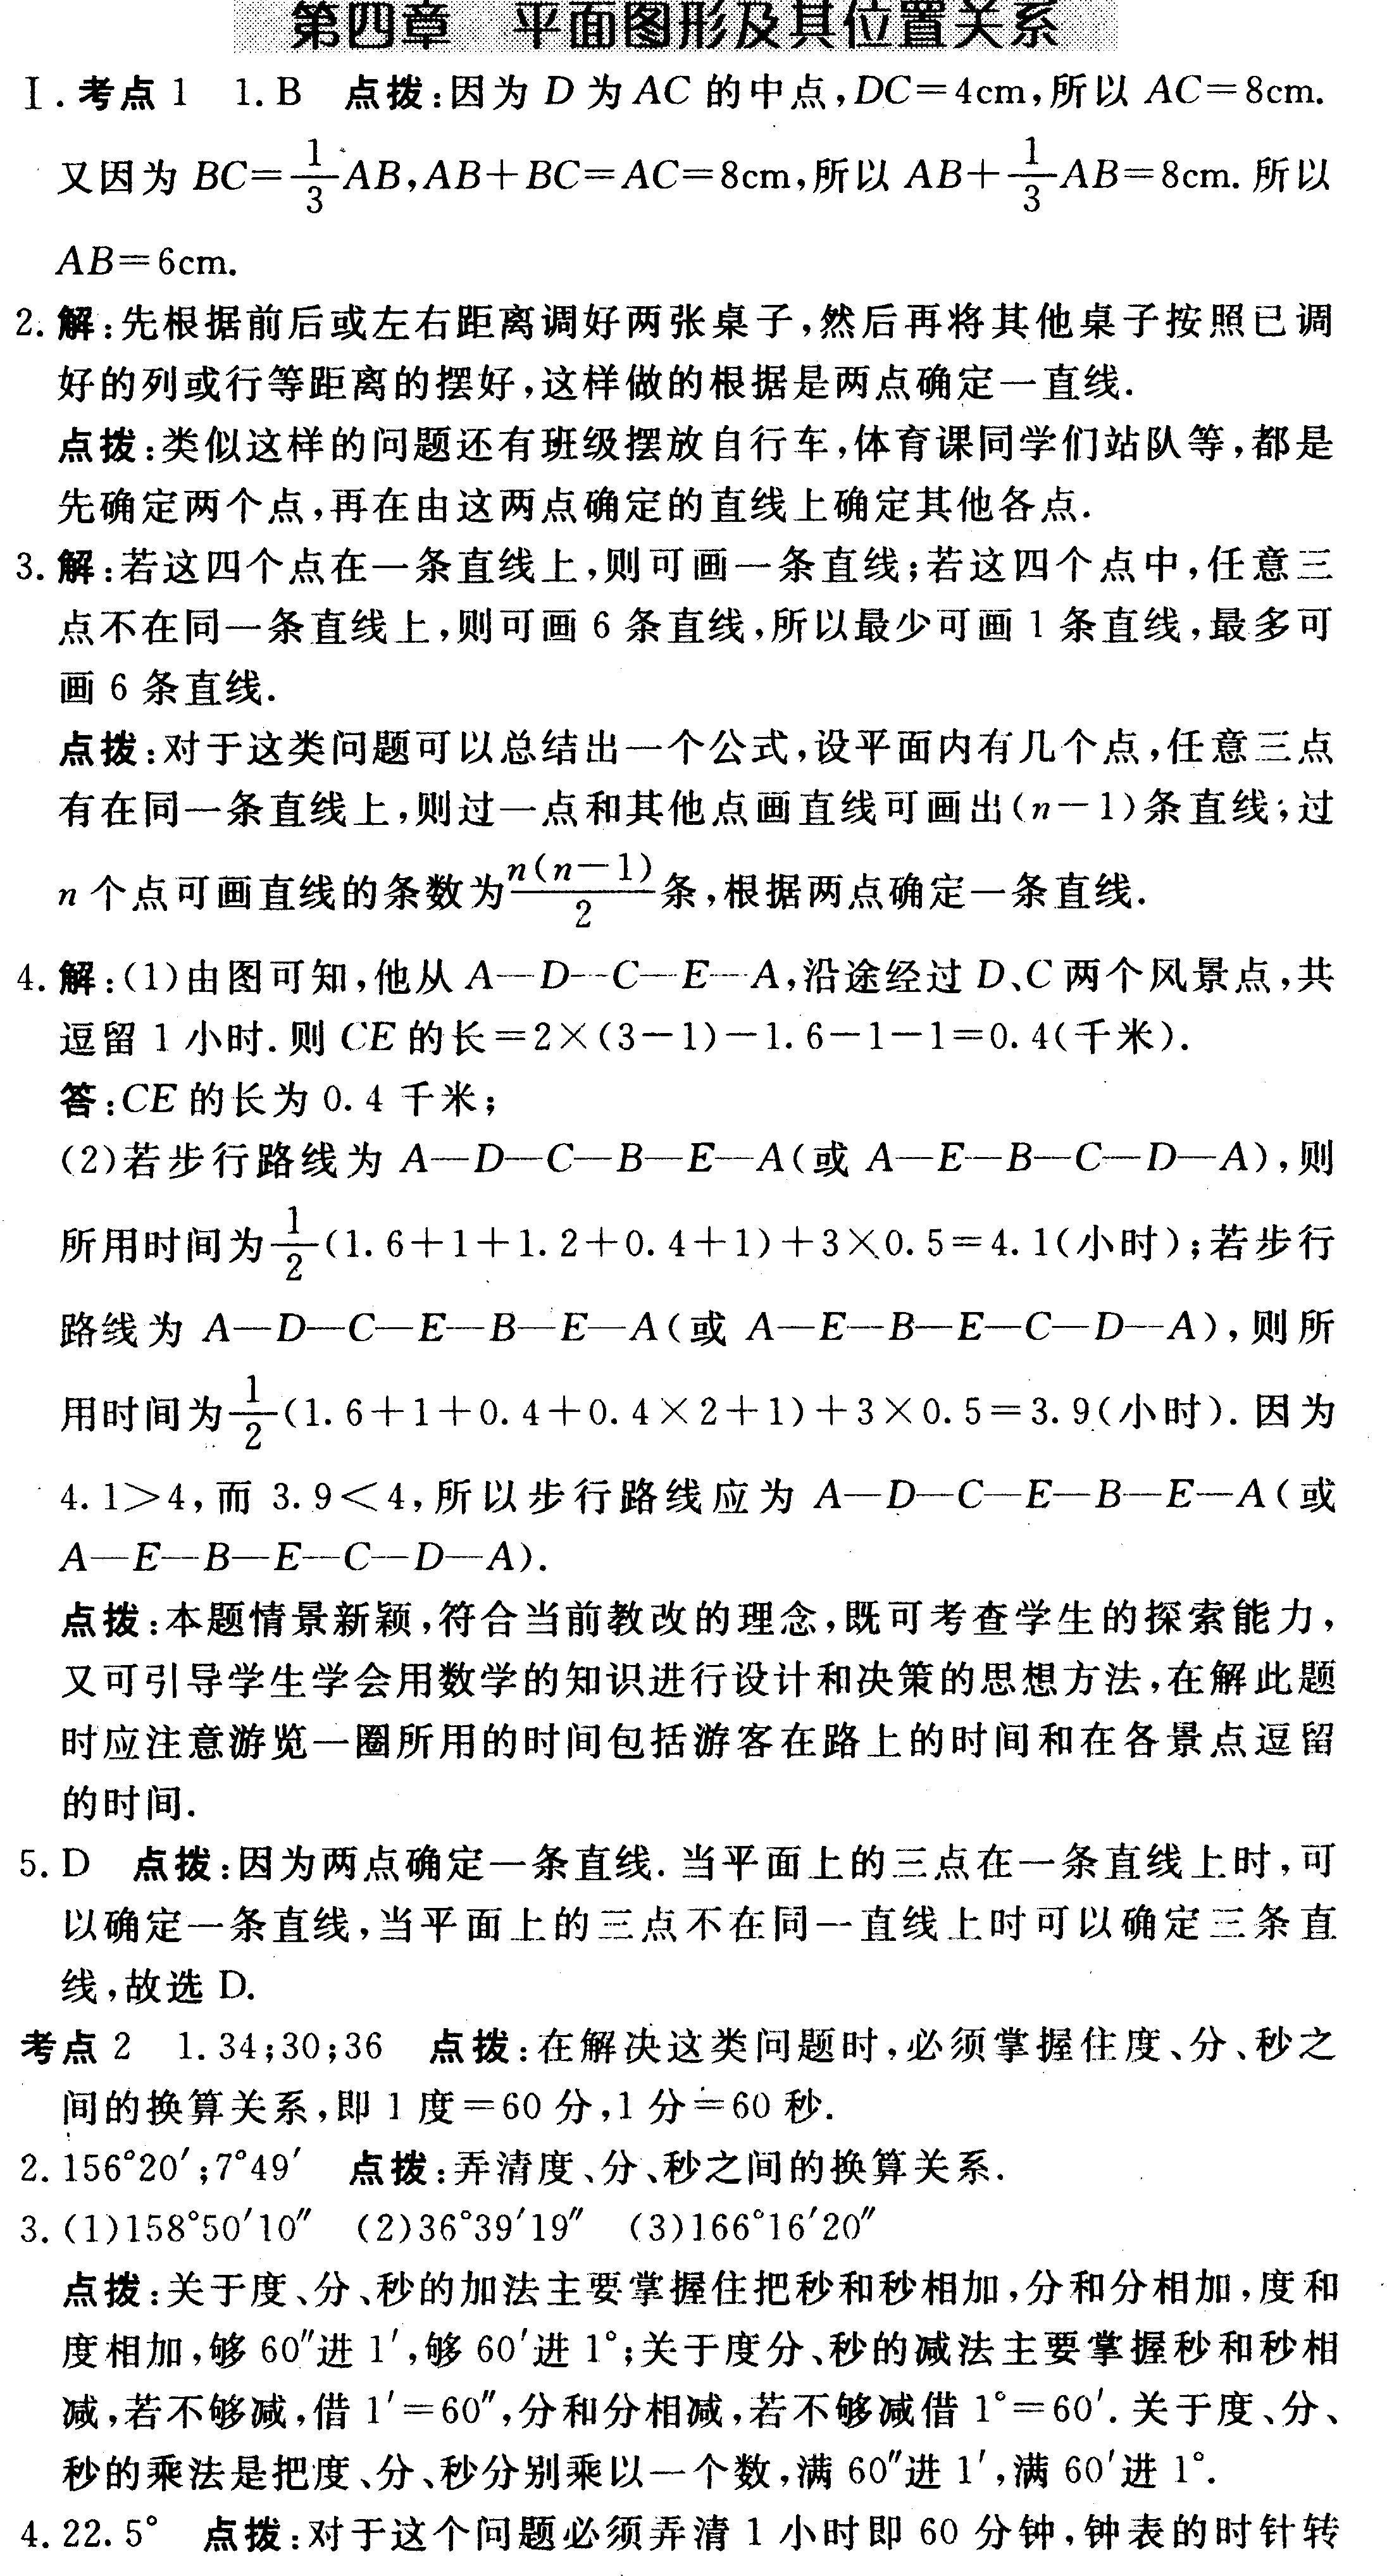 第四章 平面图形及其位置关系
Ⅰ.考点1 1.B 点拨:因为 D 为 AC 的中点,DC=4cm,所以 AC=8cm.
又因为 BC=1/3AB,AB+BC=AC=8cm,所以 AB+1/3AB=8cm.所以
AB=6cm.
2.解:先根据前后或左右距离调好两张桌子,然后再将其他桌子按照已调
好的列或行等距离的摆好,这样做的根据是两点确定一直线.
点拨:类似这样的问题还有班级摆放自行车,体育课同学们站队等,都是
先确定两个点,再在由这两点确定的直线上确定其他各点.
3.解:若这四个点在一条直线上,则可画一条直线;若这四个点中,任意三
点不在同一条直线上,则可画 6 条直线,所以最少可画 1 条直线,最多可
画 6 条直线.
点拨:对于这类问题可以总结出一个公式,设平面内有几个点,任意三点
有在同一条直线上,则过一点和其他点画直线可画出(n-1)条直线;过
n 个点可画直线的条数为n(n-1)/2条,根据两点确定一条直线.
4.解:(1)由图可知,他从 A—D—C—E—A,沿途经过 D、C 两个风景点,共
逗留 1 小时.则 CE 的长=2×(3-1)-1.6-1-1=0.4(千米).
答:CE 的长为 0.4 千米;
(2)若步行路线为 A—D—C—B—E—A(或 A—E—B—C—D—A),则
所用时间为1/2(1.6+1+1.2+0.4+1)+3×0.5=4.1(小时);若步行
路线为 A—D—C—E—B—E—A(或 A—E—B—E—C—D—A),则所
用时间为1/2(1.6+1+0.4+0.4×2+1)+3×0.5=3.9(小时).因为
4.1>4,而 3.9<4,所以步行路线应为 A—D—C—E—B—E—A(或
A—E—B—E—C—D—A).
点拨:本题情景新颖,符合当前教改的理念,既可考查学生的探索能力,
又可引导学生学会用数学的知识进行设计和决策的思想方法,在解此题
时应注意游览一圈所用的时间包括游客在路上的时间和在各景点逗留
的时间.
5.D 点拨:因为两点确定一条直线.当平面上的三点在一条直线上时,可
以确定一条直线,当平面上的三点不在同一直线上时可以确定三条直
线,故选 D.
考点2 1.34;30;36 点拨:在解决这类问题时,必须掌握住度、分、秒之
间的换算关系,即 1 度=60 分,1 分=60 秒.
2.156°20′;7°49′ 点拨:弄清度、分、秒之间的换算关系.
3.(1)158°50′10″ (2)36°39′19″ (3)166°16′20″
点拨:关于度、分、秒的加法主要掌握住把秒和秒相加,分和分相加,度和
度相加,够 60″进 1′,够 60′进 1°;关于度分、秒的减法主要掌握秒和秒相
减,若不够减,借 1′=60″,分和分相减,若不够减借 1°=60′.关于度、分、
秒的乘法是把度、分、秒分别乘以一个数,满 60″进 1′,满 60′进 1°.
4.22.5° 点拨:对于这个问题必须弄清 1 小时即 60 分钟,钟表的时针转